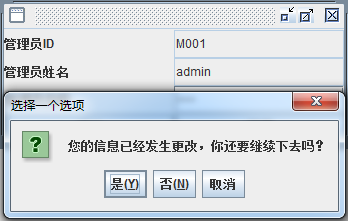 管理员ID M001
管理员姓名 admin
选择一个选项
您的信息已经发生更改，你还要继续下去吗？
是(Y) 否(N) 取消